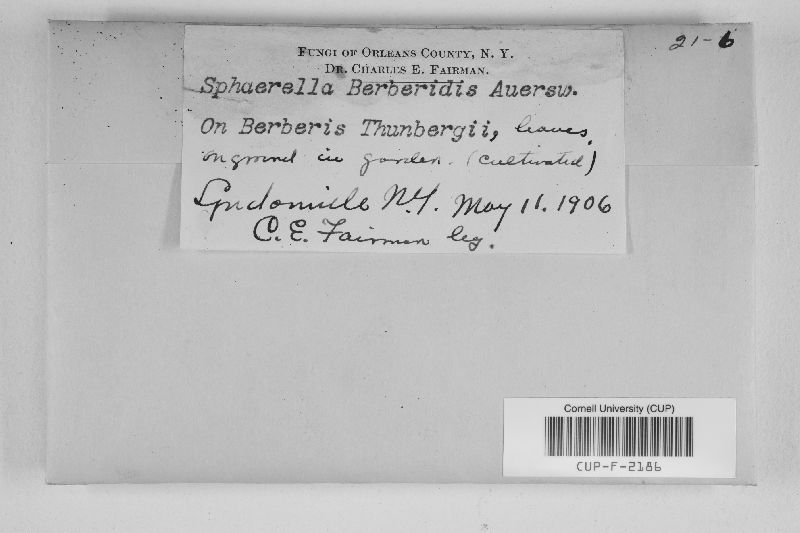 21-6
FUNGI OF ORLEANS COUNTY, N. Y.
DR. CHARLES E. FAIRMAN.
Sphaerella Berberidis Auersw.
On Berberis Thunbergii, leaves,
on ground in garden. (cultivated)
Lyndonville N.Y. May 11. 1906
C. E. Fairman leg.
Cornell University (CUP)
CUP-F-2186